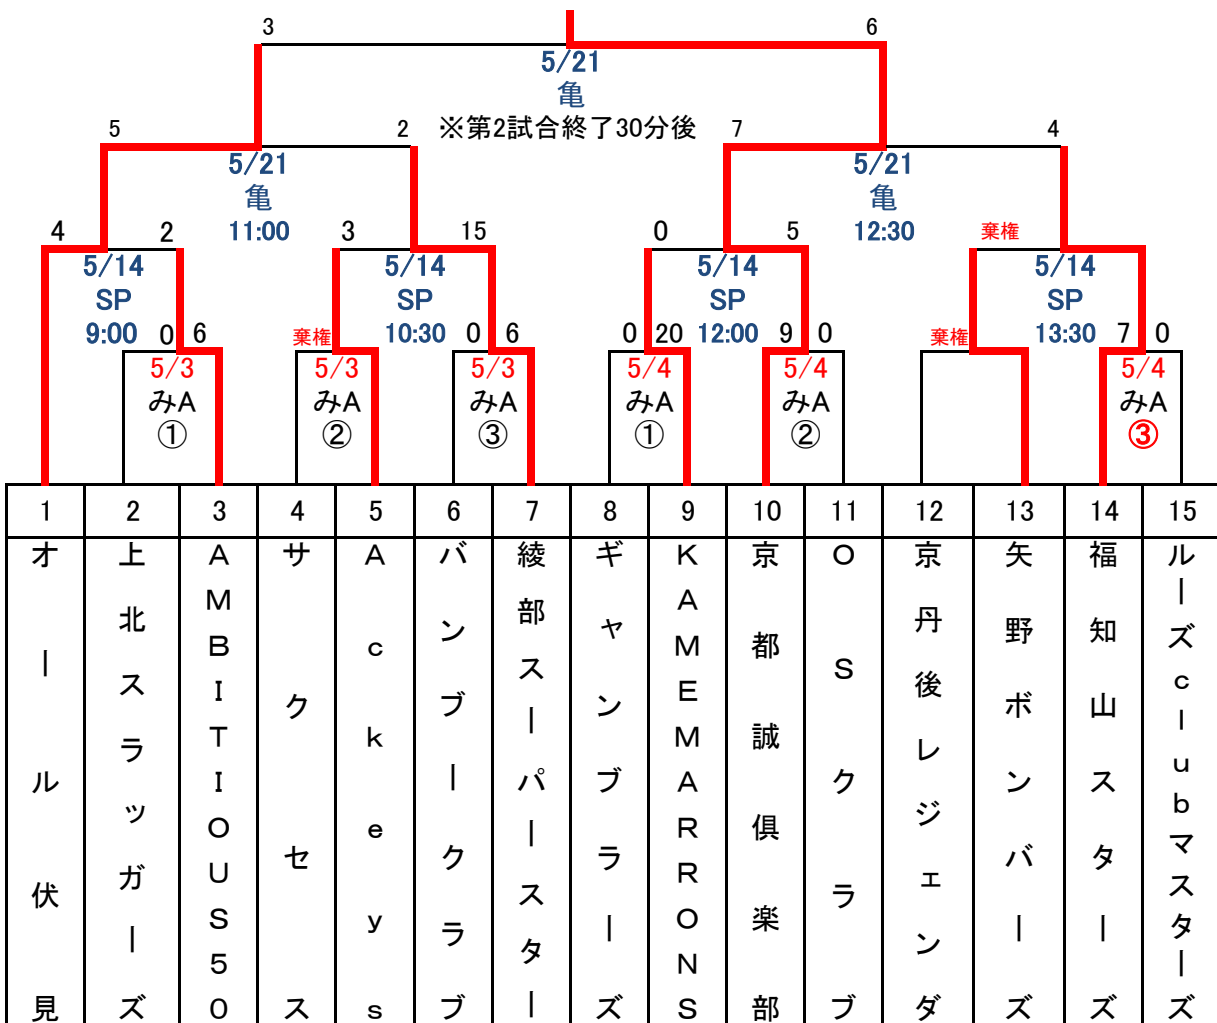 3 6
5/21
亀
※第2試合終了30分後
5 2 7 4
5/21 5/21
亀 亀
11:00 12:30
4 2 3 15 0 5 棄権
5/14 5/14 5/14 5/14
SP SP SP SP
9:00 10:30 12:00 13:30
0 6 棄権 0 6 0 20 9 0 棄権 7 0
5/3 5/3 5/3 5/4 5/4 5/4
みA みA みA みA みA みA
① ② ③ ① ② ③
1 2 3 4 5 6 7 8 9 10 11 12 13 14 15
オール伏見
上北スラッガーズ
AMBITIOUS50
サクセス
Ackeys
バンブークラブ
綾部スーパースター
ギャンブラーズ
KAMEMARRONS
京都誠倶楽部
OSクラブ
京丹後レジェンダ
矢野ボンバーズ
福知山スターズ
ルーズclubマスターズ